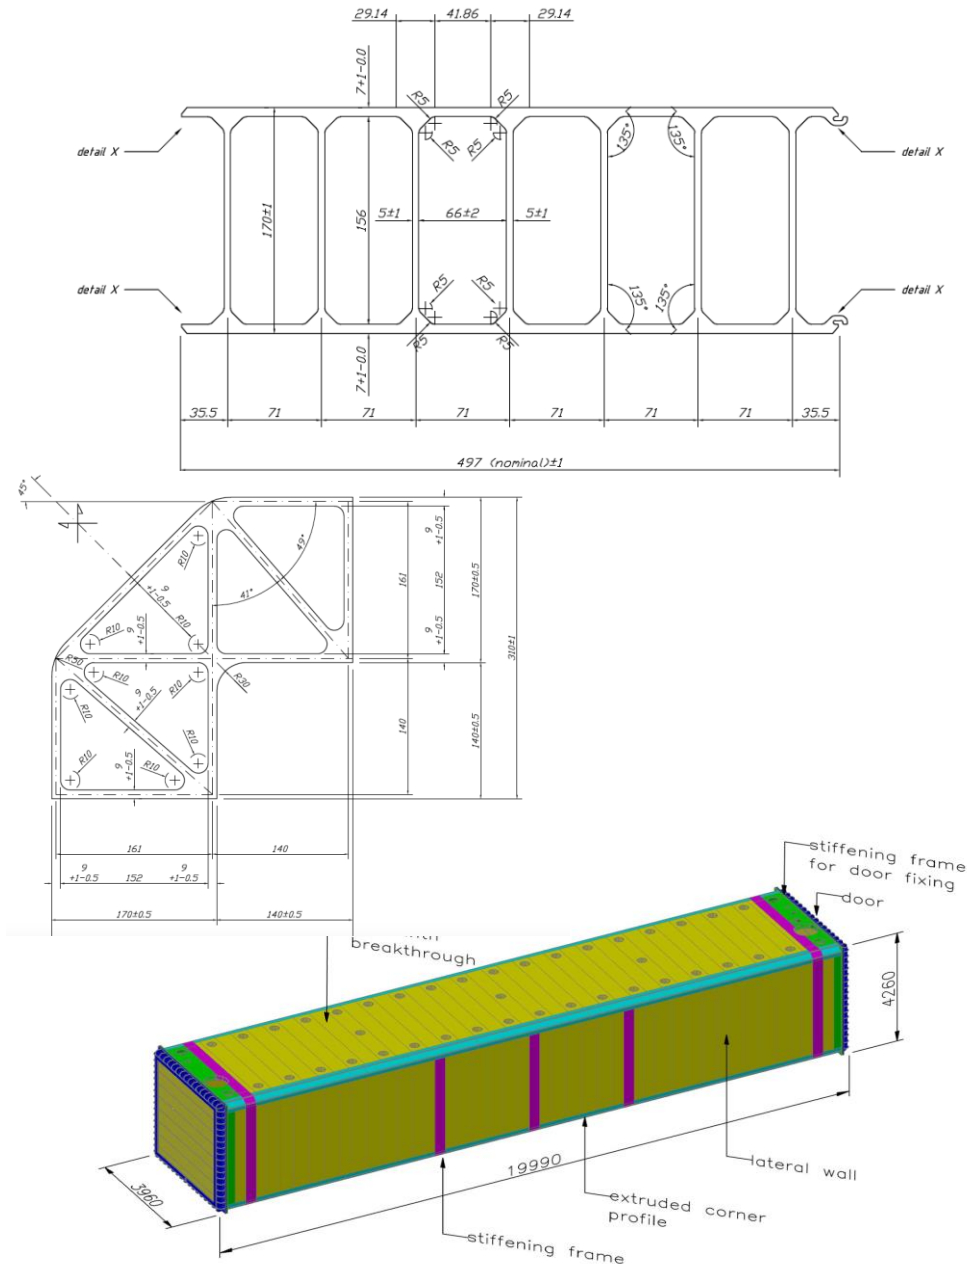 29.14 41.86 29.14
7+1-0.0
R5 R5
R5 R5
135° 135°
detail X detail X
170±1 156 5±1 66±2 5±1
R5 R5
135° 135°
detail X detail X
R5 R5
7+1-0.0
35.5 71 71 71 71 71 71 35.5
497 (nominal)±1
45°
R10 49°
9 +1-0.5
161 152 170±0.5
9 +1-0.5
41°
R10 R10
9 +1-0.5
9 +1-0.5
310±1
R50 R10 R10 R30
9 +1-0.5
R10
R10
140 140±0.5
R10 R10
9 +1-0.5
161 140
9 +1-0.5 152 9 +1-0.5
170±0.5 140±0.5
stiffening frame
for door fixing
door
breakthrough
4260
19990
3960
lateral wall
extruded corner
profile
stiffening frame